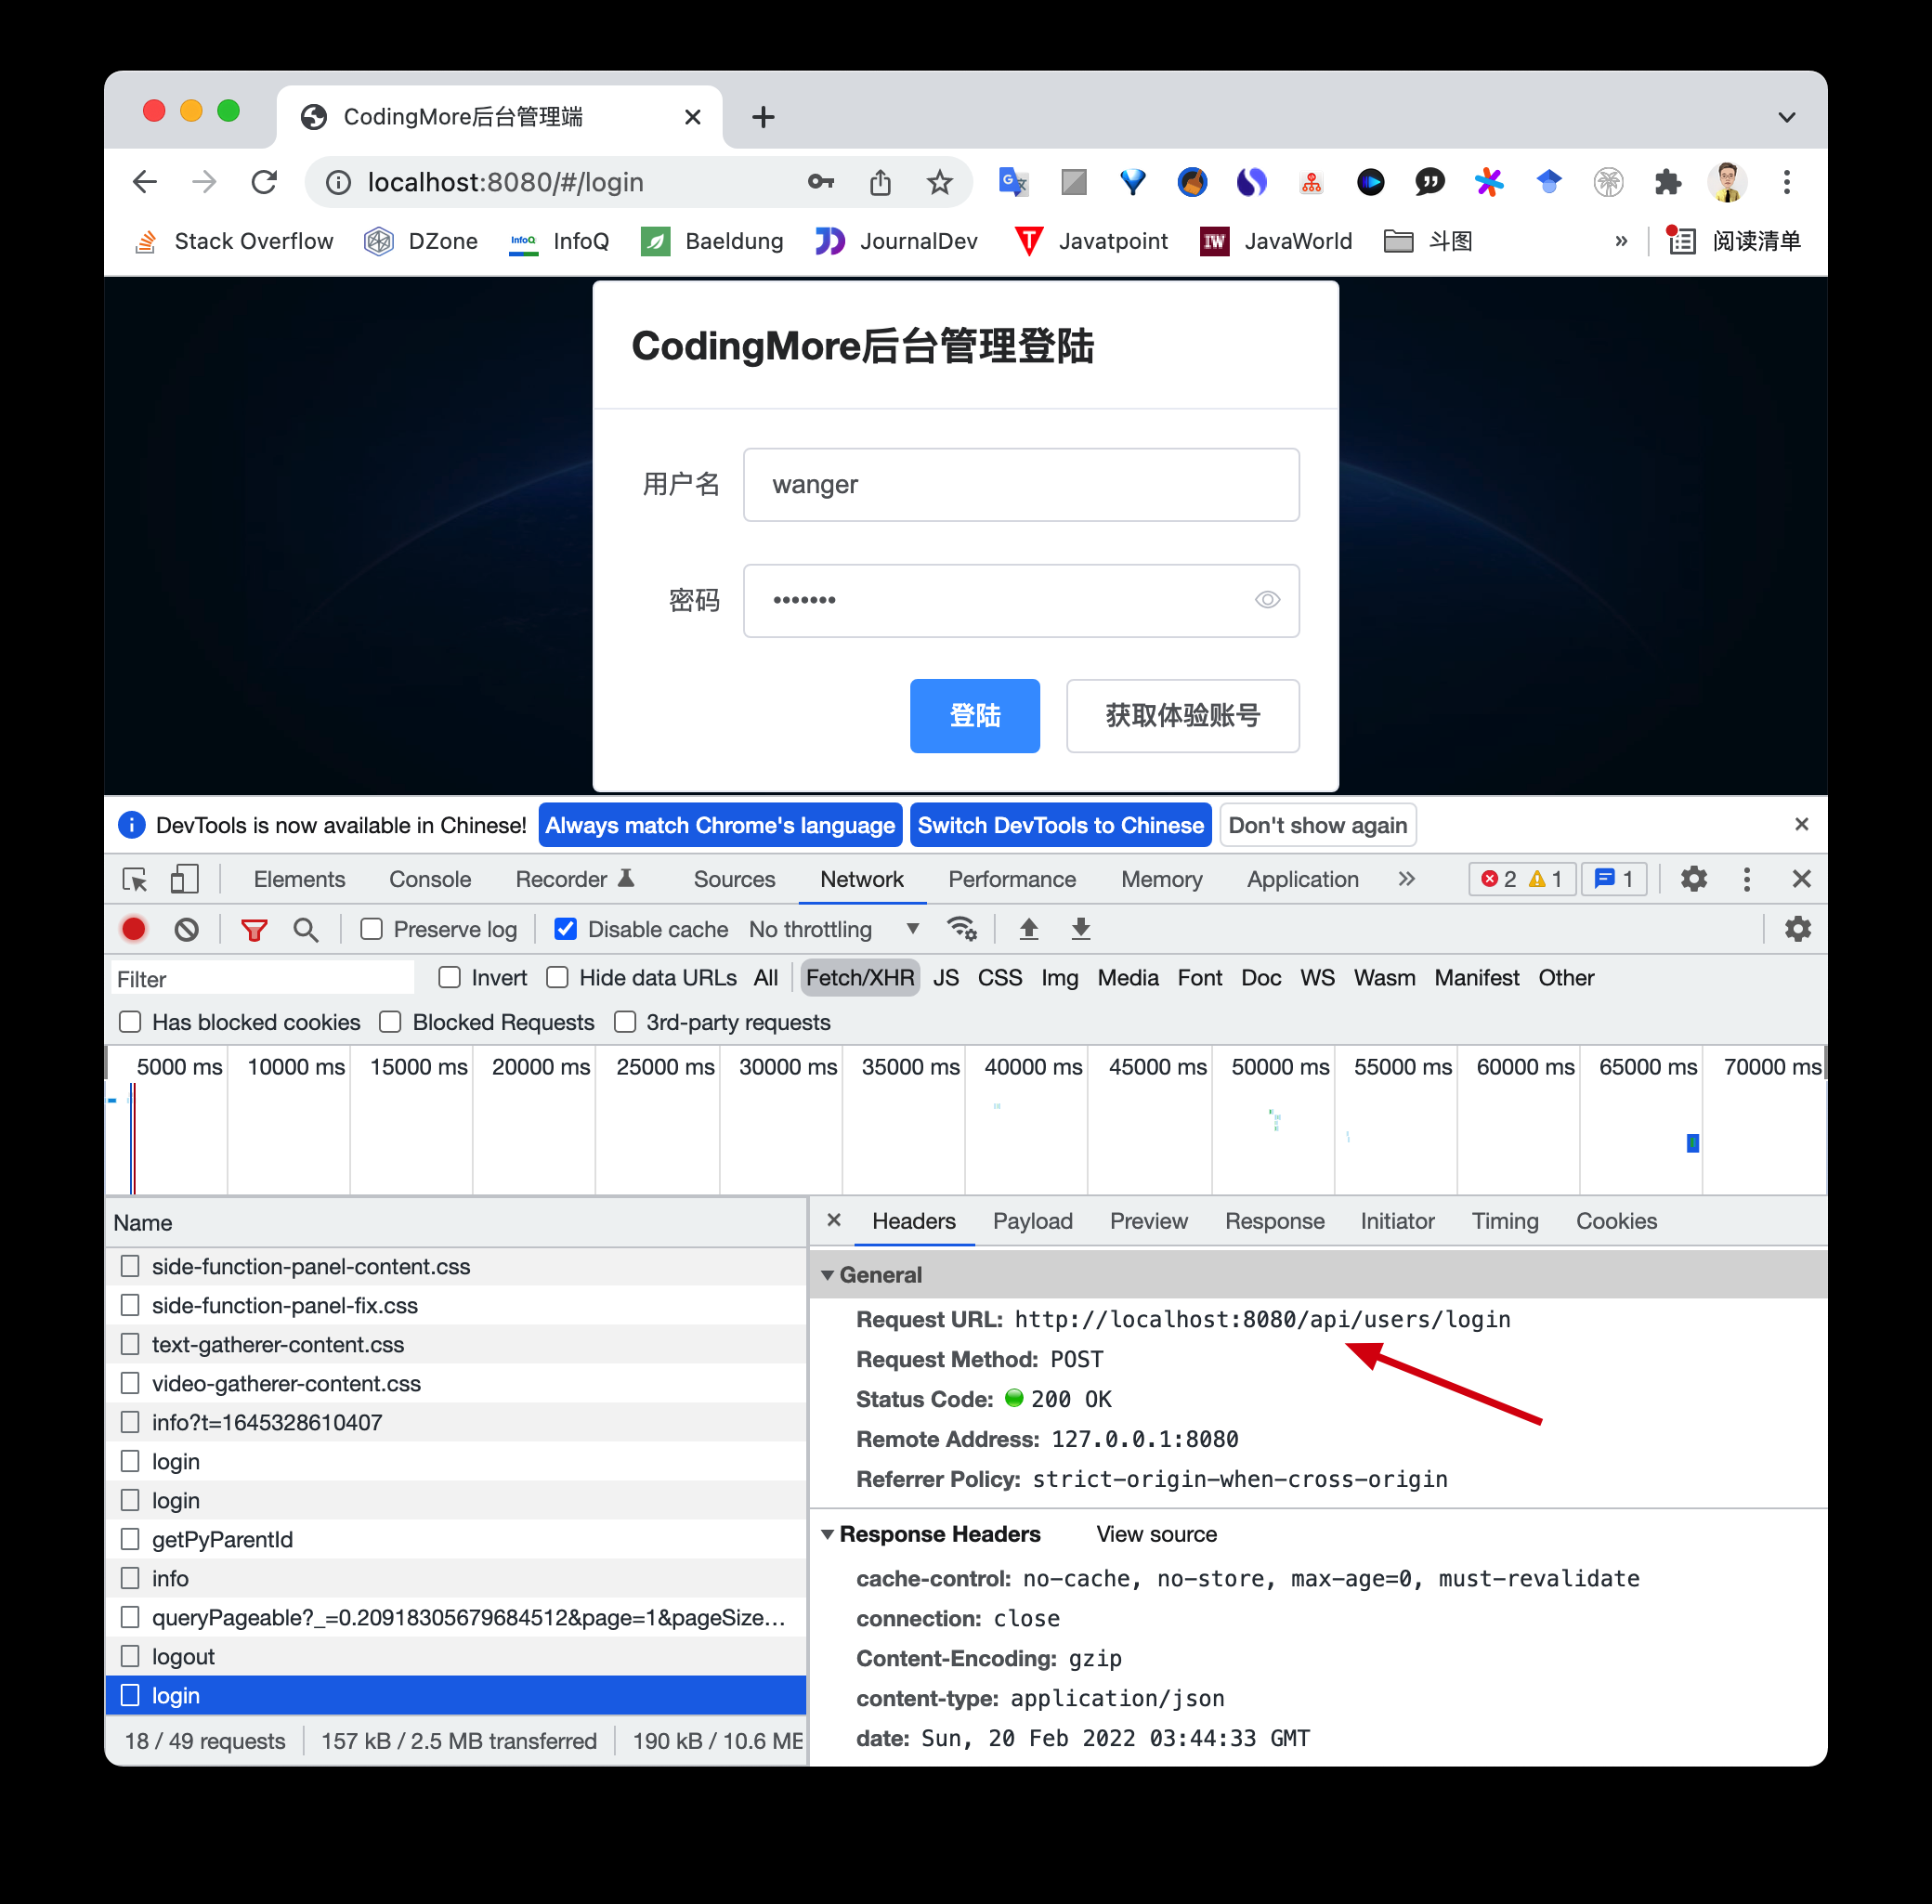 CodingMore后台管理端
localhost:8080/#/login
Stack Overflow DZone InfoQ InfoQ Baeldung JournalDev Javatpoint IW JavaWorld 斗图 » 阅读清单
CodingMore后台管理登陆
用户名 wanger
密码 •••••••
登陆 获取体验账号
DevTools is now available in Chinese! Always match Chrome's language Switch DevTools to Chinese Don't show again
Elements Console Recorder Sources Network Performance Memory Application » 2 1 1
Preserve log Disable cache No throttling
Filter Invert Hide data URLs All Fetch/XHR JS CSS Img Media Font Doc WS Wasm Manifest Other
Has blocked cookies Blocked Requests 3rd-party requests
5000 ms 10000 ms 15000 ms 20000 ms 25000 ms 30000 ms 35000 ms 40000 ms 45000 ms 50000 ms 55000 ms 60000 ms 65000 ms 70000 ms
Name
side-function-panel-content.css
side-function-panel-fix.css
text-gatherer-content.css
video-gatherer-content.css
info?t=1645328610407
login
login
getPyParentId
info
queryPageable?_=0.20918305679684512&page=1&pageSize...
logout
login
18 / 49 requests 157 kB / 2.5 MB transferred 190 kB / 10.6 ME
Headers Payload Preview Response Initiator Timing Cookies
General
Request URL: http://localhost:8080/api/users/login
Request Method: POST
Status Code: 200 OK
Remote Address: 127.0.0.1:8080
Referrer Policy: strict-origin-when-cross-origin
Response Headers View source
cache-control: no-cache, no-store, max-age=0, must-revalidate
connection: close
Content-Encoding: gzip
content-type: application/json
date: Sun, 20 Feb 2022 03:44:33 GMT